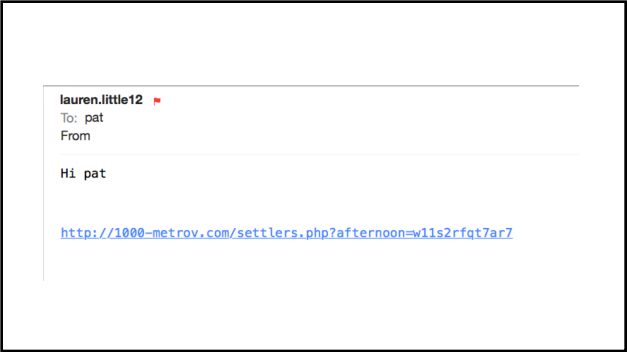 lauren.little12
To: pat
From
Hi pat
http://1000-metrov.com/settlers.php?afternoon=w11s2rfqt7ar7